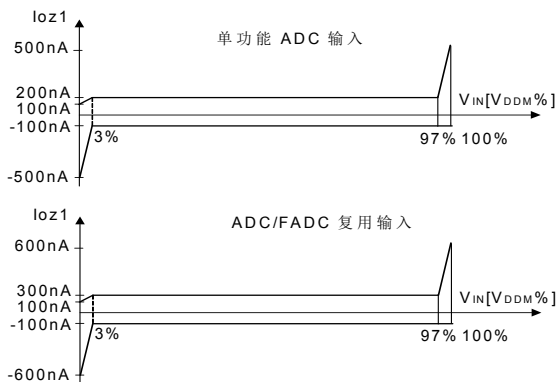 Ioz1
单功能 ADC 输入
500nA
200nA
VIN[VDDM%]
100nA
-100nA
3%
97% 100%
-500nA
Ioz1
ADC/FADC 复用输入
600nA
300nA
VIN[VDDM%]
100nA
-100nA
3%
97% 100%
-600nA